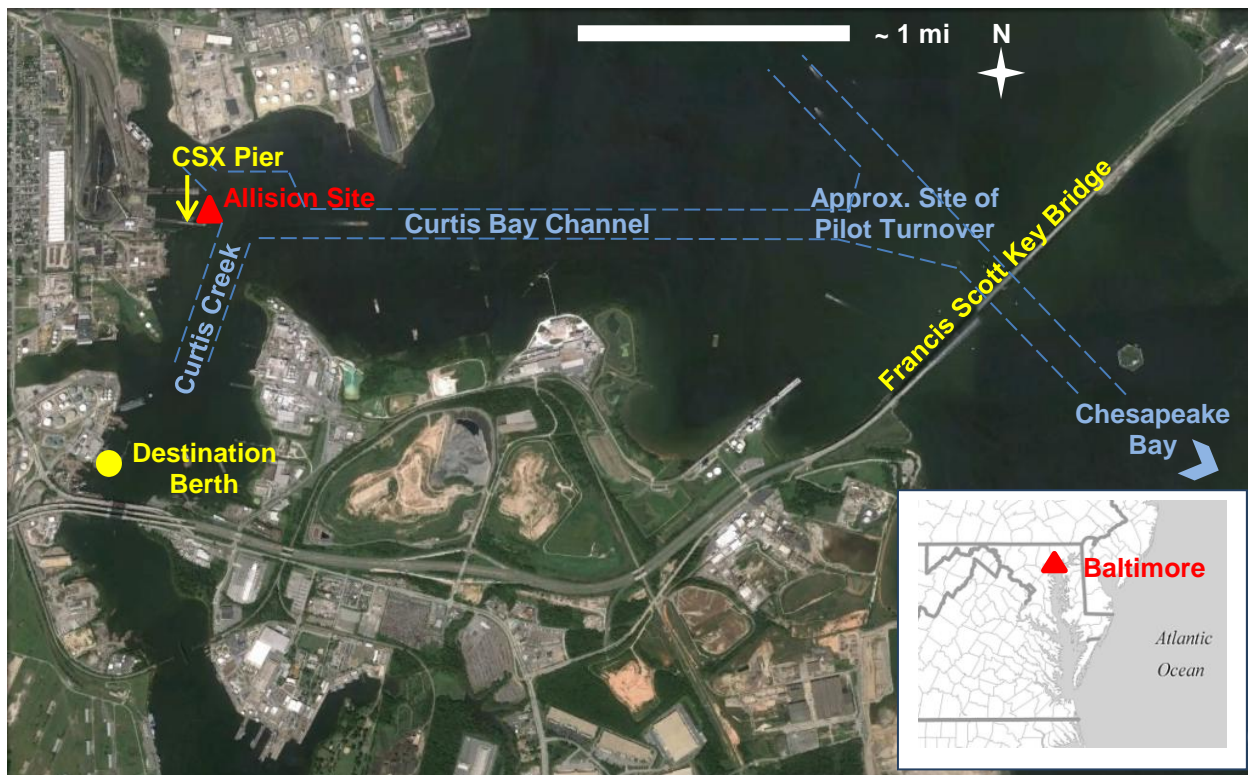 ~ 1 mi
N
CSX Pier
Allision Site
Curtis Bay Channel
Approx. Site of
Pilot Turnover
Francis Scott Key Bridge
Curtis Creek
Chesapeake
Bay
Destination
Berth
Baltimore
Atlantic
Ocean